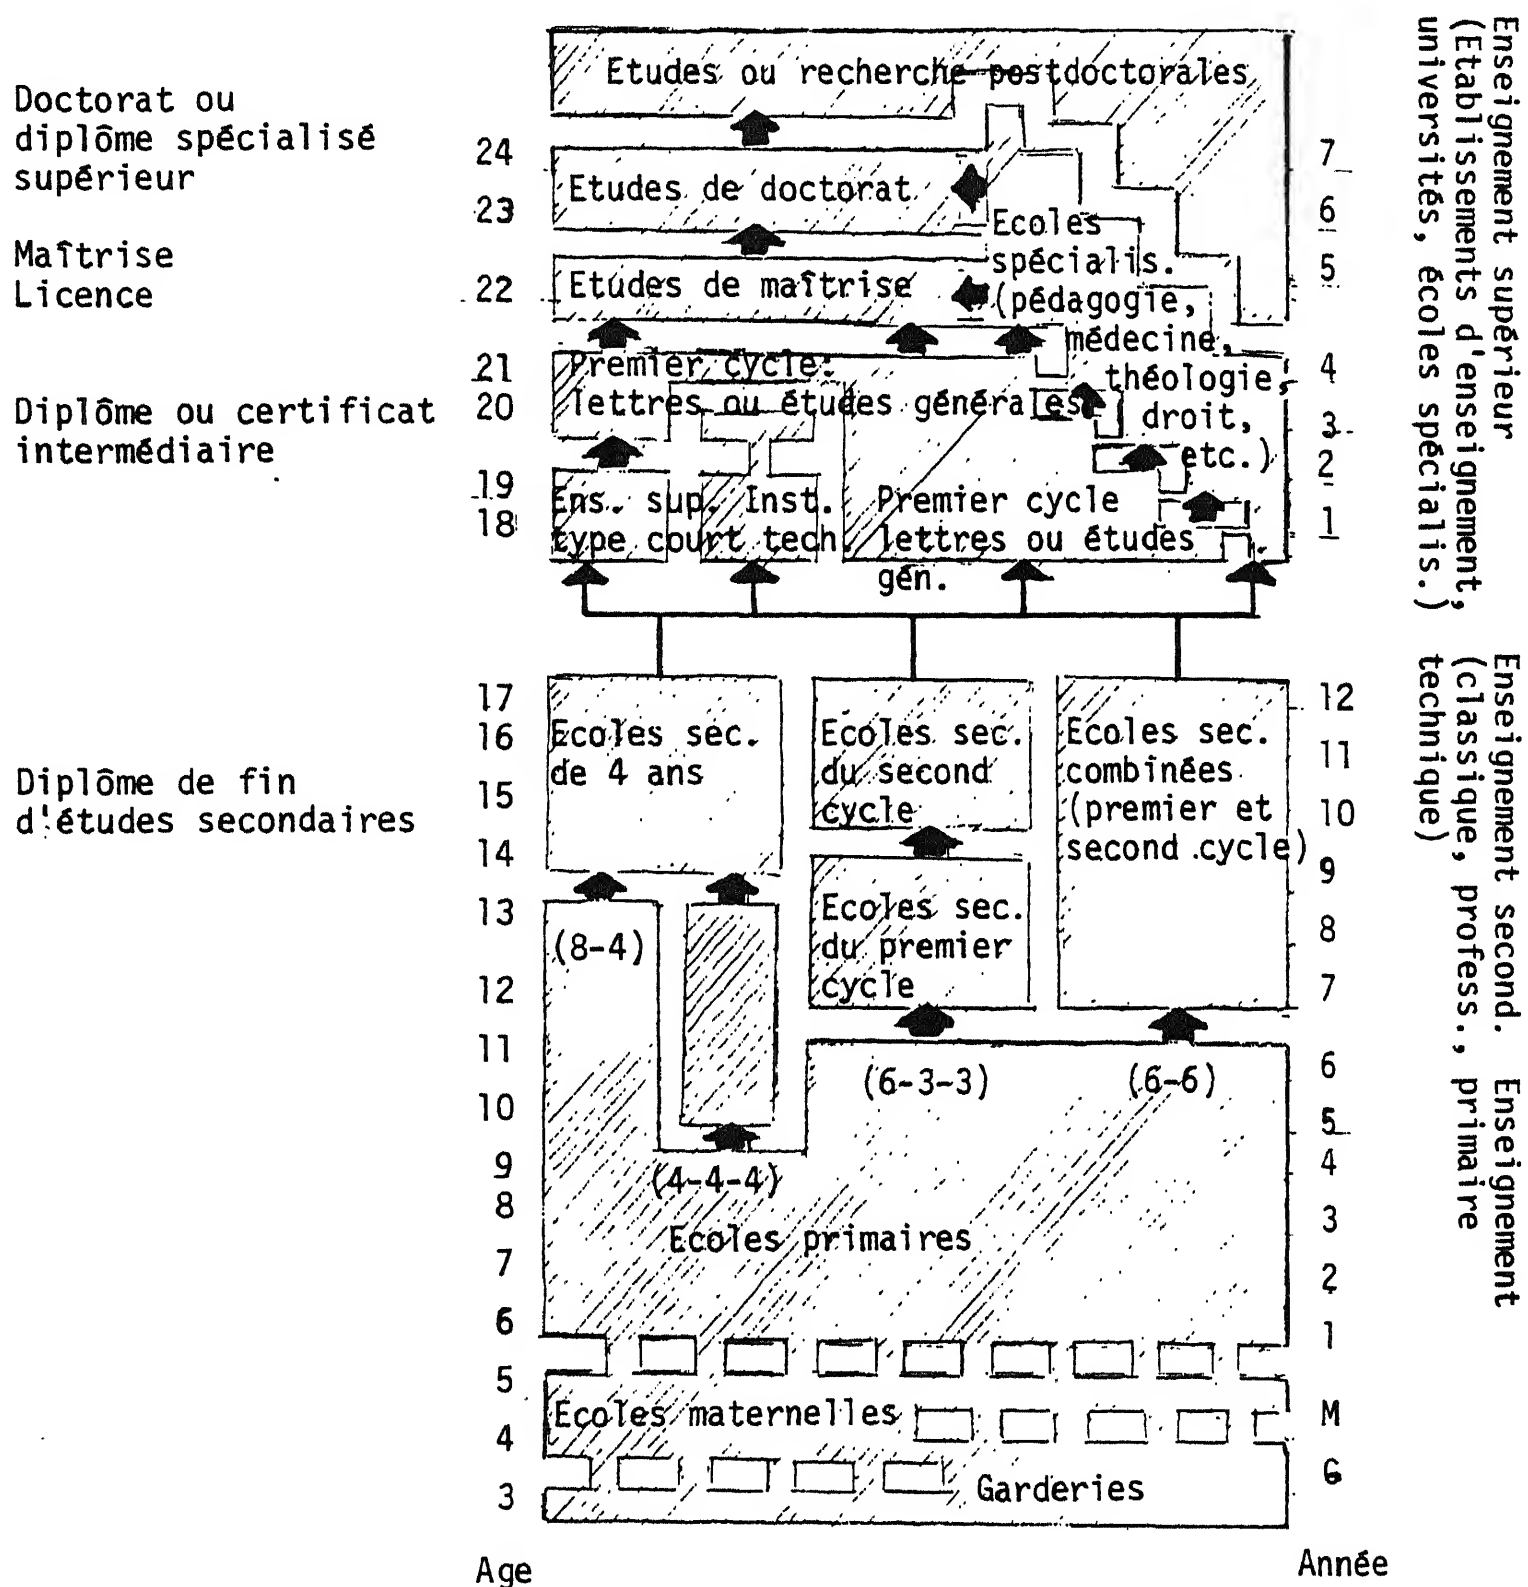 Etudes ou recherche postdoctorales
Doctorat ou
diplôme spécialisé
supérieur
24
7
Etudes de doctorat
23
6
Maîtrise
Licence
Ecoles
spécialis.
(pédagogie,
médecine,
théologie,
droit,
etc.)
5
22
Etudes de maîtrise
21
4
Premier cycle:
lettres ou études générales
20
3
Diplôme ou certificat
intermédiaire
2
19
18
1
Ens. sup.
type court
Inst.
tech.
Premier cycle
lettres ou études
gén.
Enseignement supérieur
(Etablissements d'enseignement,
universités, écoles spécialis.)
17
12
16
11
15
10
14
9
Ecoles sec.
de 4 ans
Ecoles sec.
du second
cycle
Ecoles sec.
combinées
(premier et
second cycle)
Diplôme de fin
d'études secondaires
13
8
12
7
(8-4)
Ecoles sec.
du premier
cycle
Enseignement second.
(classique, profess.,
technique)
11
6
(6-3-3)
(6-6)
10
5
9
4
(4-4-4)
8
3
Ecoles primaires
7
2
6
1
Enseignement
primaire
5
Ecoles maternelles
M
4
G
3
Garderies
Age
Année